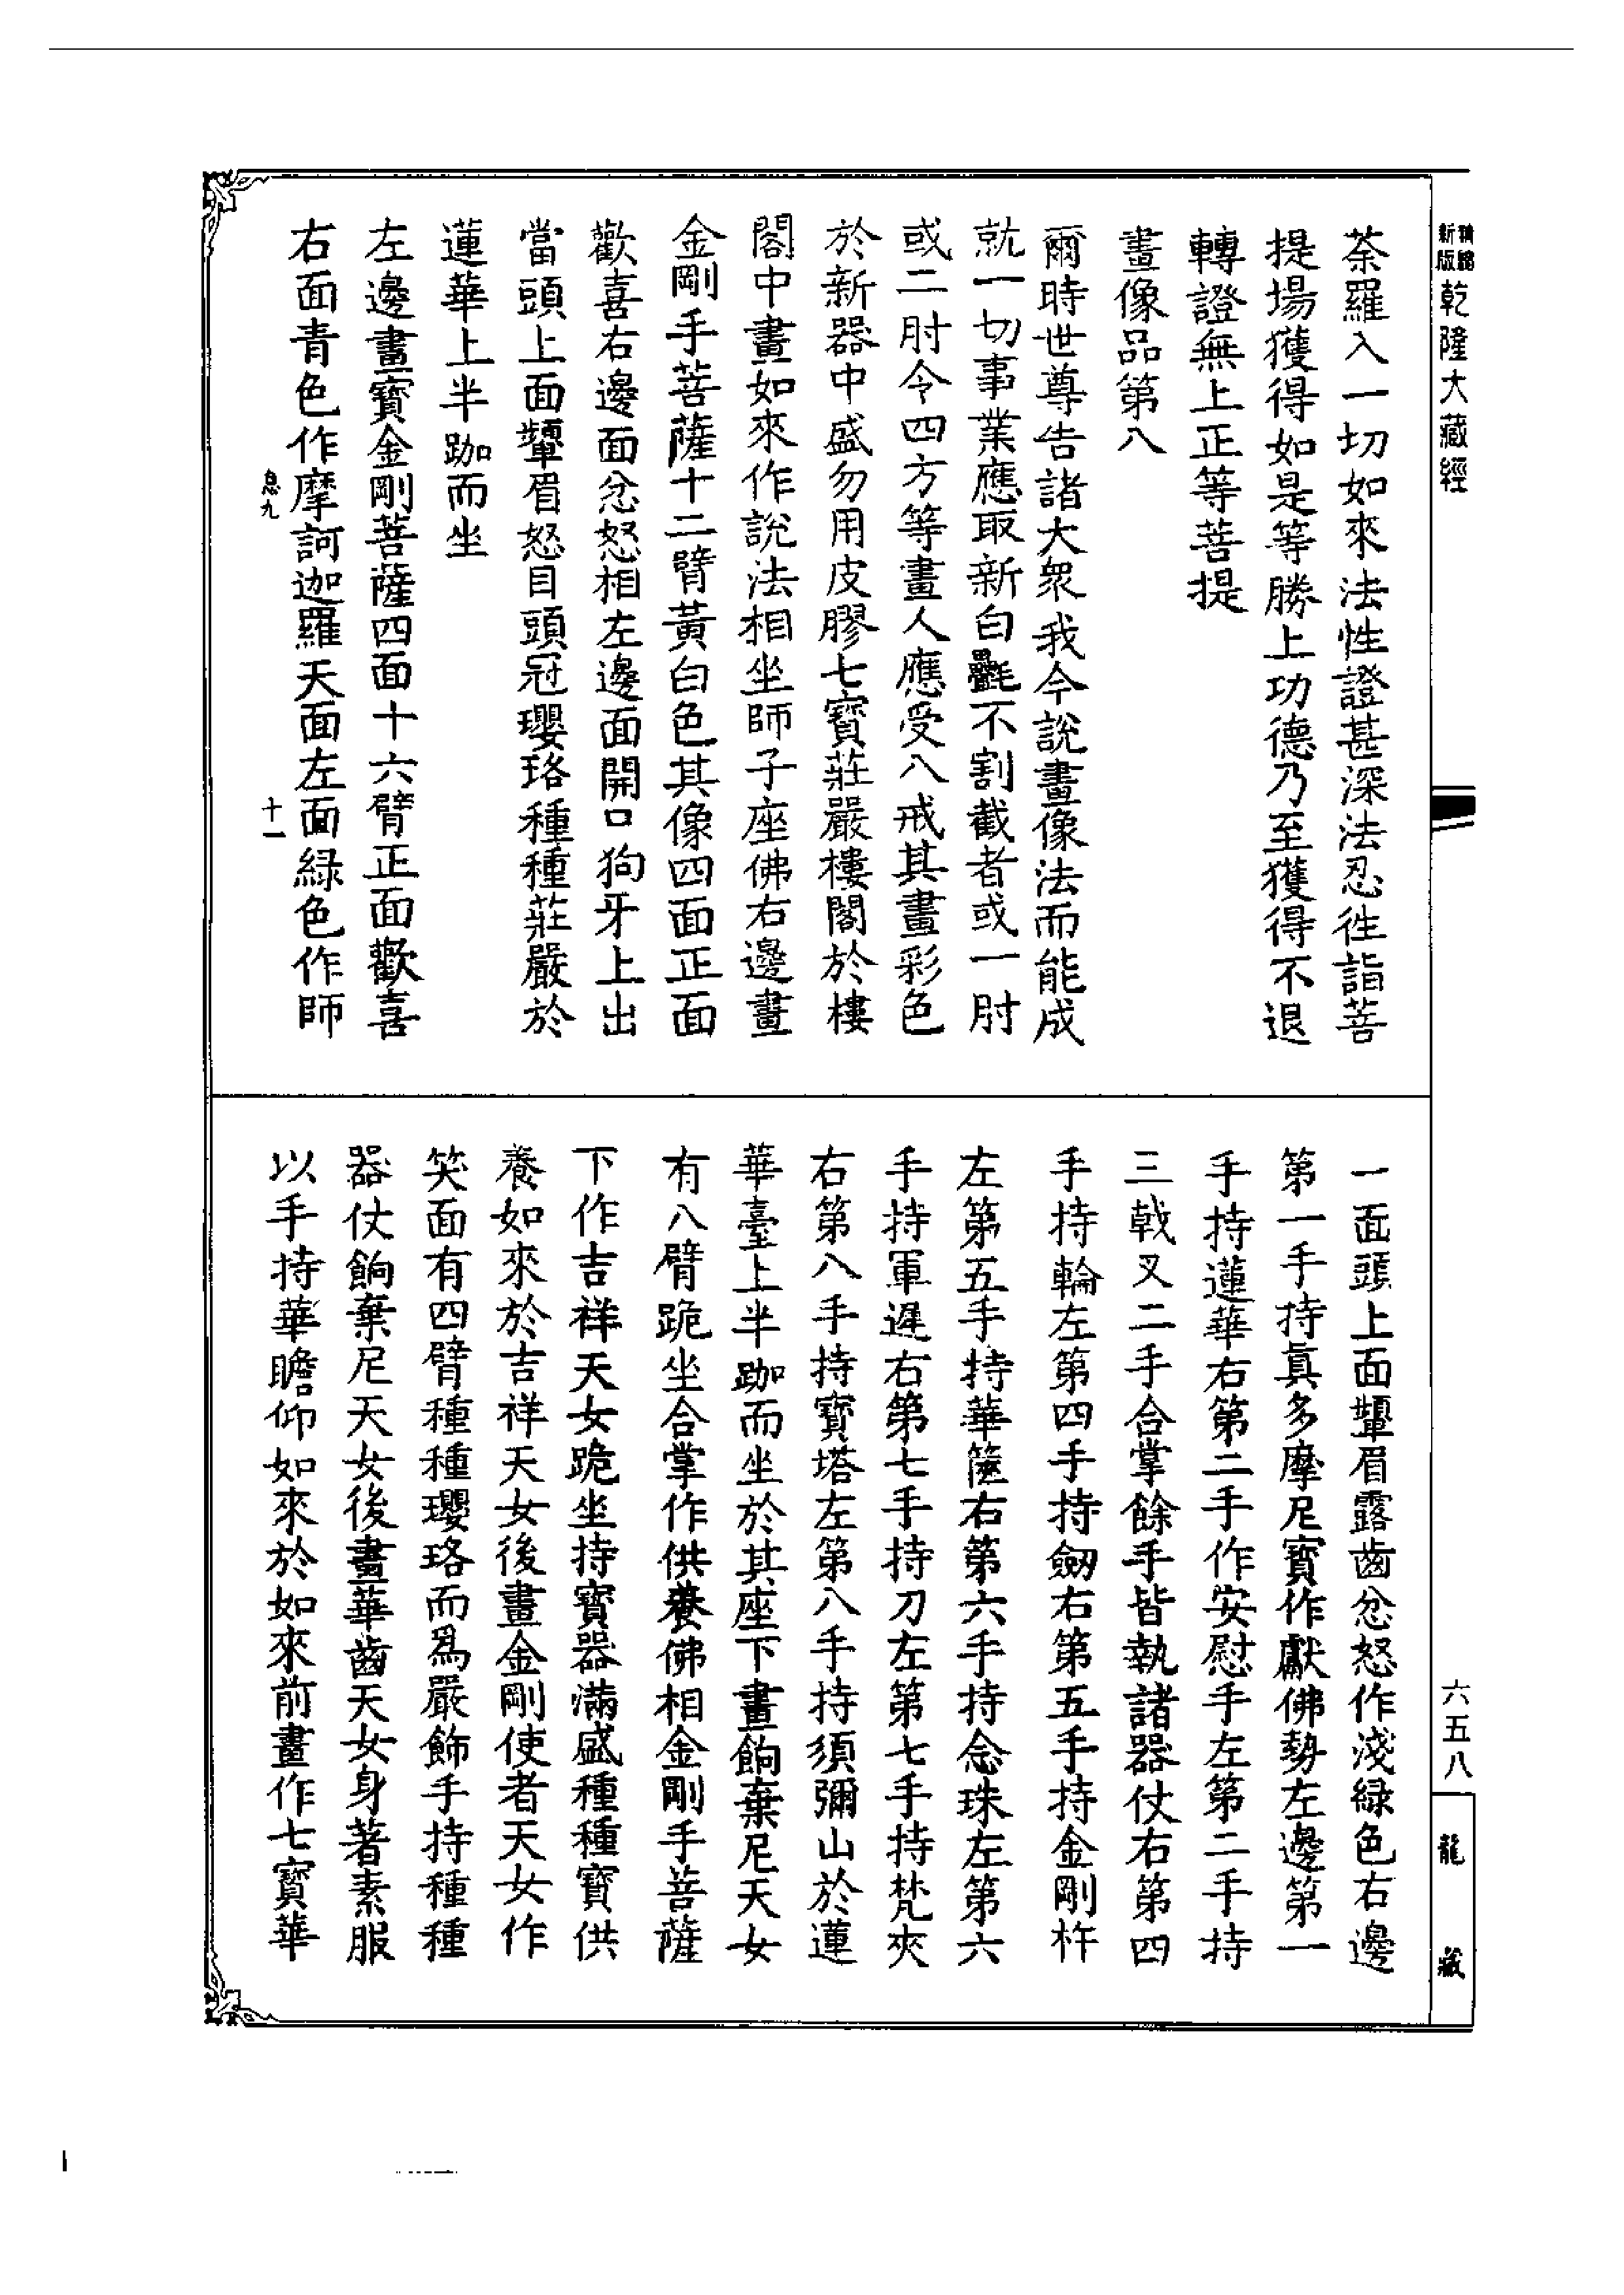 新版
精縮
乾隆大藏經
荼羅入一切如來法性證甚深法忍徃詣菩
提場獲得如是等勝上功德乃至獲得不退
轉證無上正等菩提
畫像品第八
爾時世尊告諸大衆我今說畫像法而能成
就一切事業應取新白㲲不割截者或一肘
或二肘令四方等畫人應受八戒其畫彩色
於新器中盛勿用皮膠七寶莊嚴樓閣於樓
閣中畫如來作說法相坐師子座佛右邊畫
金剛手菩薩十二臂黃白色其像四面正面
歡喜右邊面忿怒相左邊面開口狗牙上出
當頭上面顰眉怒目頭冠瓔珞種種莊嚴於
蓮華上半跏而坐
左邊畫寶金剛菩薩四面十六臂正面歡喜
右面青色作摩訶迦羅天面左面綠色作師
息九
十一
一面頭上面顰眉露齒忿怒作淺綠色右邊
第一手持眞多摩尼寶作獻佛勢左邊第一
手持蓮華右第二手作安慰手左第二手持
三戟叉二手合掌餘手皆執諸器仗右第四
手持輪左第四手持劒右第五手持金剛杵
左第五手持華篋右第六手持念珠左第六
手持軍遲右第七手持刀左第七手持梵夾
右第八手持寶塔左第八手持須彌山於蓮
華臺上半跏而坐於其座下畫餉棄尼天女
有八臂跪坐合掌作供養佛相金剛手菩薩
下作吉祥天女跪坐持寶器滿盛種種寶供
養如來於吉祥天女後畫金剛使者天女作
笑面有四臂種種瓔珞而爲嚴飾手持種種
器仗餉棄尼天女後畫華齒天女身著素服
以手持華瞻仰如來於如來前畫作七寶華
六五八
龍藏